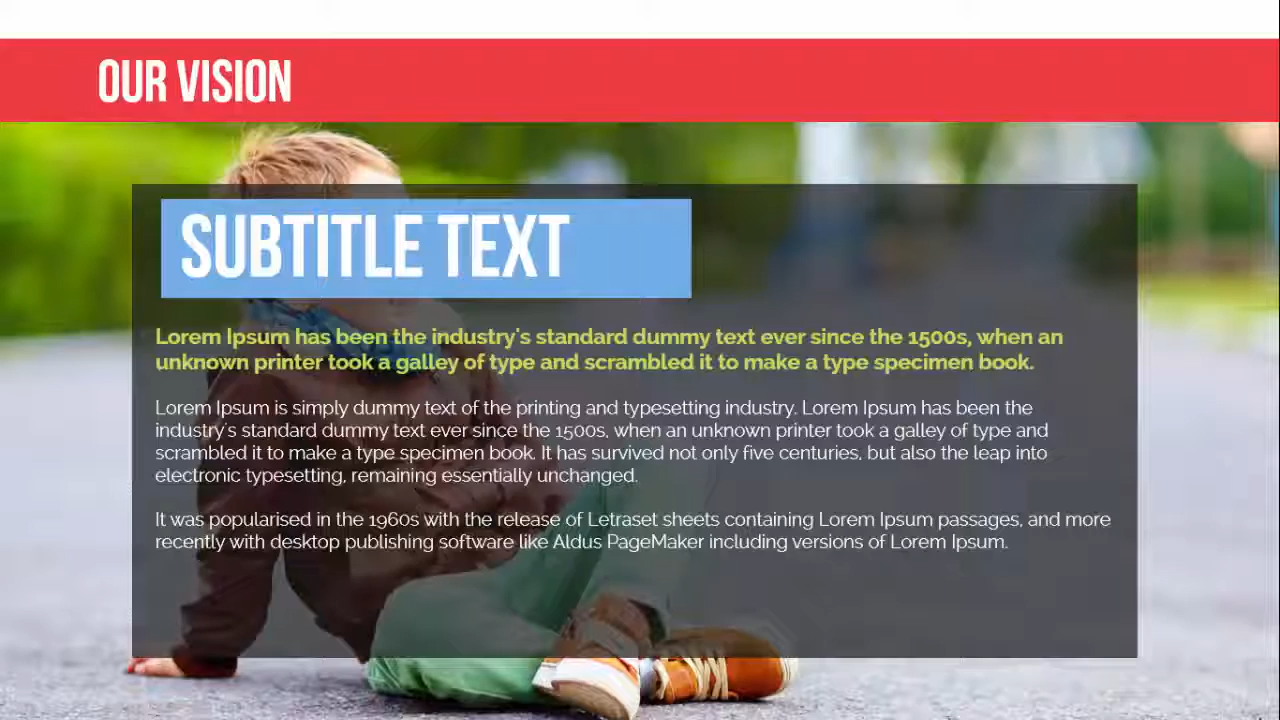 OUR VISION
SUBTITLE TEXT
Lorem Ipsum has been the industry's standard dummy text ever since the 1500s, when an
unknown printer took a galley of type and scrambled it to make a type specimen book.
Lorem Ipsum is simply dummy text of the printing and typesetting industry. Lorem Ipsum has been the
industry's standard dummy text ever since the 1500s, when an unknown printer took a galley of type and
scrambled it to make a type specimen book. It has survived not only five centuries, but also the leap into
electronic typesetting, remaining essentially unchanged.
It was popularised in the 1960s with the release of Letraset sheets containing Lorem Ipsum passages, and more
recently with desktop publishing software like Aldus PageMaker including versions of Lorem Ipsum.